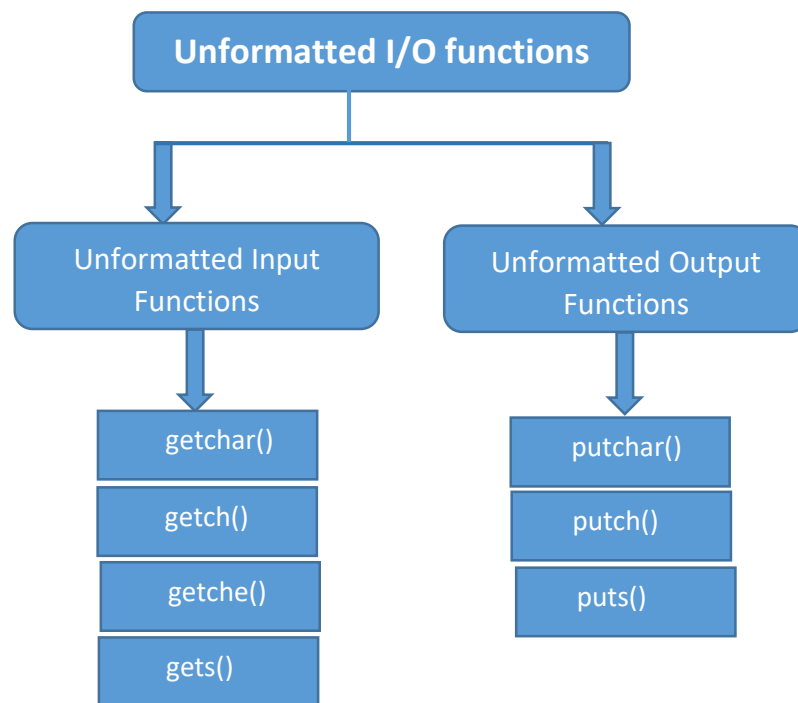 Unformatted I/O functions
Unformatted Input
Functions
Unformatted Output
Functions
getchar()
getch()
getche()
gets()
putchar()
putch()
puts()